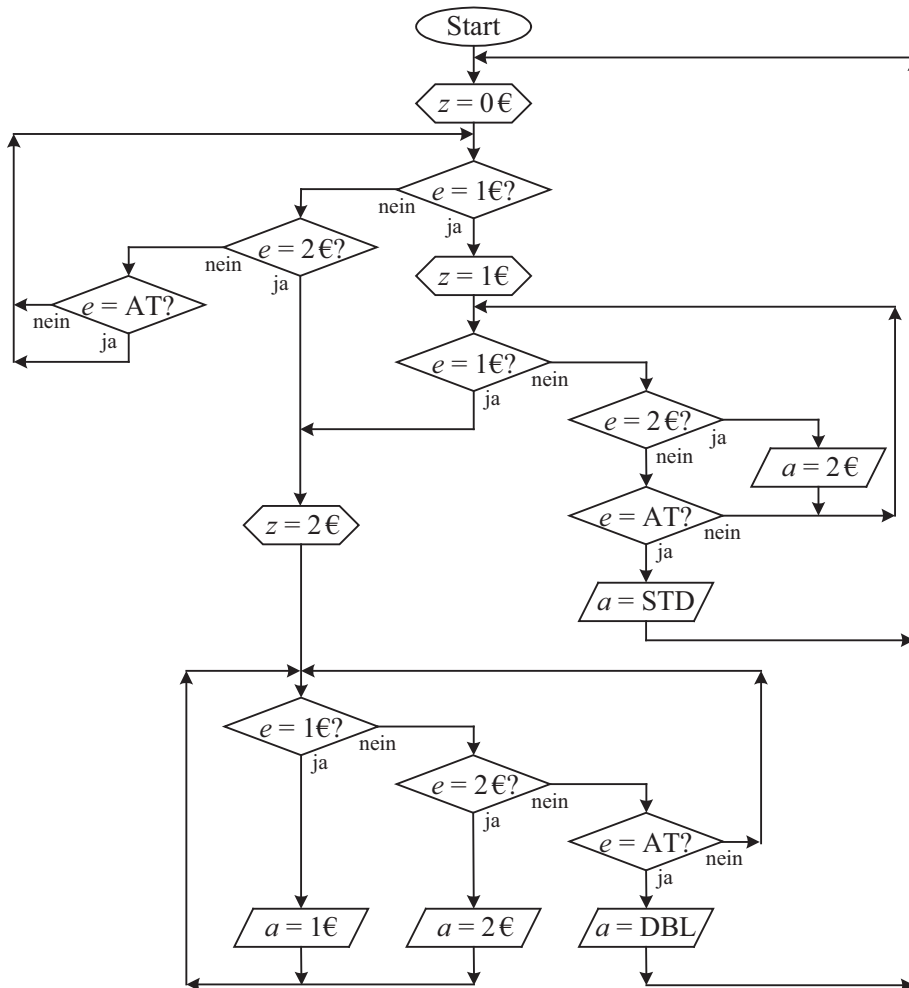 Start
z = 0 €
e = 1€?
nein
ja
e = 2 €?
nein
ja
z = 1€
e = AT?
nein
ja
e = 1€?
nein
ja
e = 2 €?
ja
nein
a = 2 €
z = 2 €
e = AT?
nein
ja
a = STD
e = 1€?
nein
ja
e = 2 €?
nein
ja
e = AT?
nein
ja
a = 1€
a = 2€
a = DBL